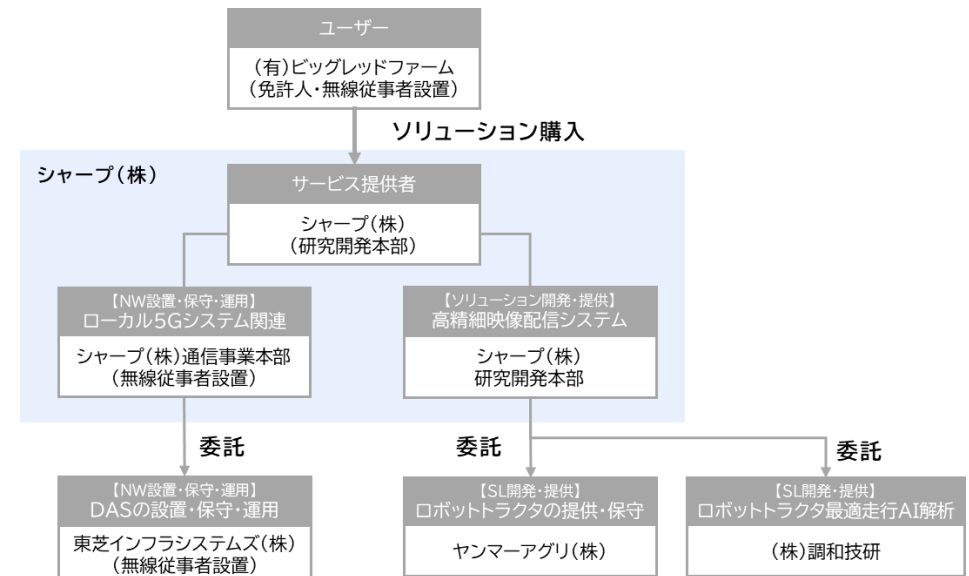 ユーザー
(有)ビッグレッドファーム
(免許人・無線従事者設置)
ソリューション購入
シャープ(株)
サービス提供者
シャープ(株)
(研究開発本部)
【NW設置・保守・運用】
ローカル5Gシステム関連
シャープ(株)通信事業本部
(無線従事者設置)
【ソリューション開発・提供】
高精細映像配信システム
シャープ(株)
研究開発本部
委託
委託
委託
【NW設置・保守・運用】
DASの設置・保守・運用
東芝インフラシステムズ(株)
(無線従事者設置)
【SL開発・提供】
ロボットトラクタの提供・保守
ヤンマーアグリ(株)
【SL開発・提供】
ロボットトラクタ最適走行AI解析
(株)調和技研